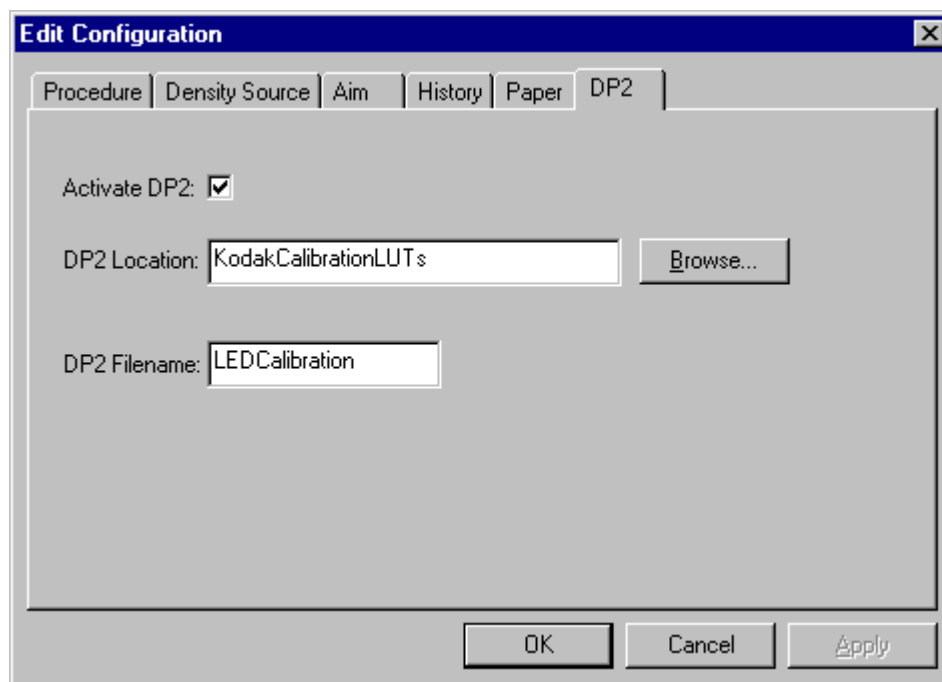 Edit Configuration
Procedure Density Source Aim History Paper DP2
Activate DP2:
DP2 Location: KodakCalibrationLUTs Browse...
DP2 Filename: LEDCalibration
OK Cancel Apply